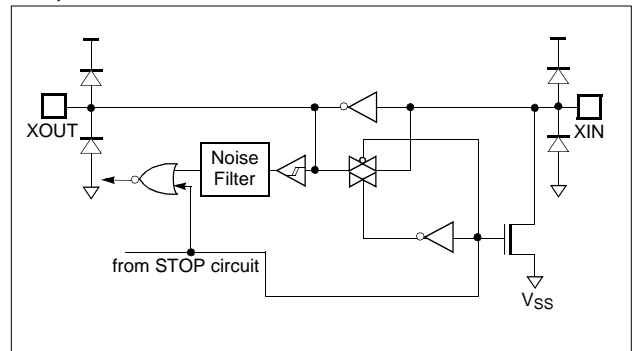 XOUT
XIN
Noise
Filter
from STOP circuit
VSS